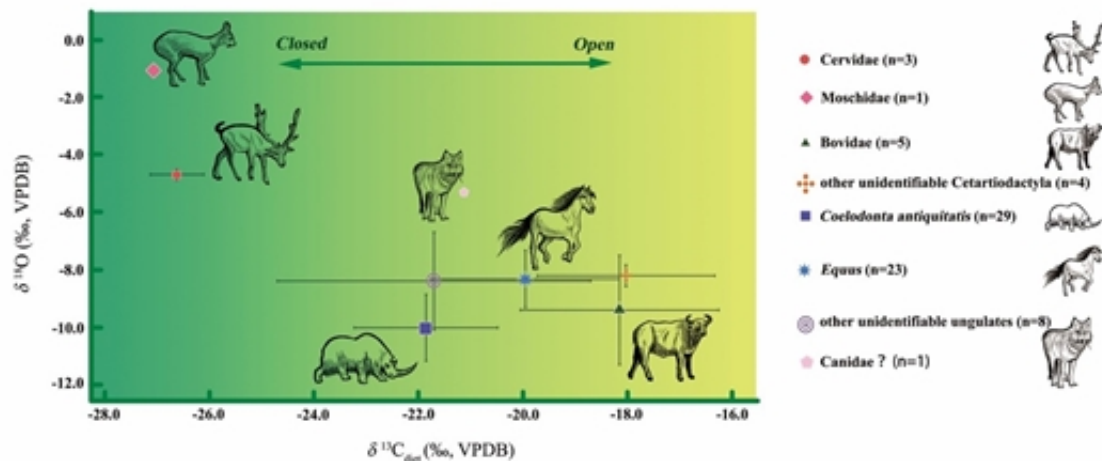 0.0
-2.0
-4.0
-6.0
-8.0
-10.0
-12.0
δ ¹⁸O (‰, VPDB)
Closed
Open
-28.0
-26.0
-24.0
-22.0
-20.0
-18.0
-16.0
δ ¹³C diet (‰, VPDB)
Cervidae (n=3)
Moschidae (n=1)
Bovidae (n=5)
other unidentifiable Cetartiodactyla (n=4)
Coelodonta antiquitatis (n=29)
Equus (n=23)
other unidentifiable ungulates (n=8)
Canidae ? (n=1)